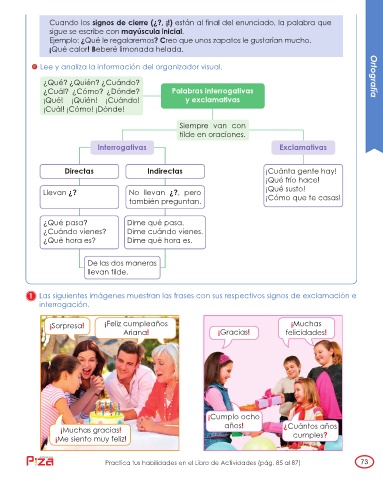 Cuando los signos de cierre (¿?, ¡!) están al final del enunciado, la palabra que
sigue se escribe con mayúscula inicial.
Ejemplo: ¿Qué le regalaremos? Creo que unos zapatos le gustarían mucho.
¡Qué calor! Beberé limonada helada.
Ortografía
Lee y analiza la información del organizador visual.
¿Qué? ¿Quién? ¿Cuándo?
¿Cuál? ¿Cómo? ¿Dónde?
¡Qué! ¡Quién! ¡Cuándo!
¡Cuál! ¡Cómo! ¡Dónde!
Palabras interrogativas
y exclamativas
Siempre van con
tilde en oraciones.
Interrogativas
Exclamativas
Directas
Indirectas
¡Cuánta gente hay!
¡Qué frío hace!
¡Qué susto!
¡Cómo que te casas!
Llevan ¿?
No llevan ¿?, pero
también preguntan.
¿Qué pasa?
¿Cuándo vienes?
¿Qué hora es?
Dime qué pasa.
Dime cuándo vienes.
Dime qué hora es.
De las dos maneras
llevan tilde.
1 Las siguientes imágenes muestran las frases con sus respectivos signos de exclamación e
interrogación.
¡Sorpresa!
¡Feliz cumpleaños
Ariana!
¡Muchas gracias!
¡Me siento muy feliz!
¡Gracias!
¡Muchas
felicidades!
¡Cumplo ocho
años!
¿Cuántos años
cumples?
Practica tus habilidades en el Libro de Actividades (pág. 85 al 87)
73